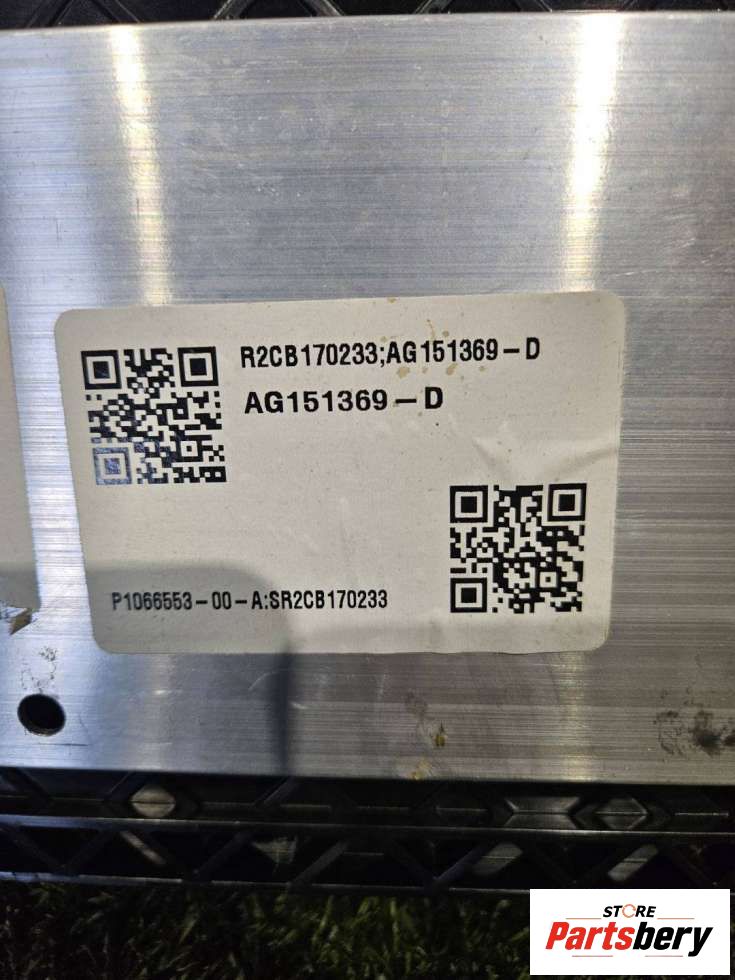 R2CB170233;AG151369-D
AG151369-D
P1066553-00-A:SR2CB170233
STORE
Partsbery